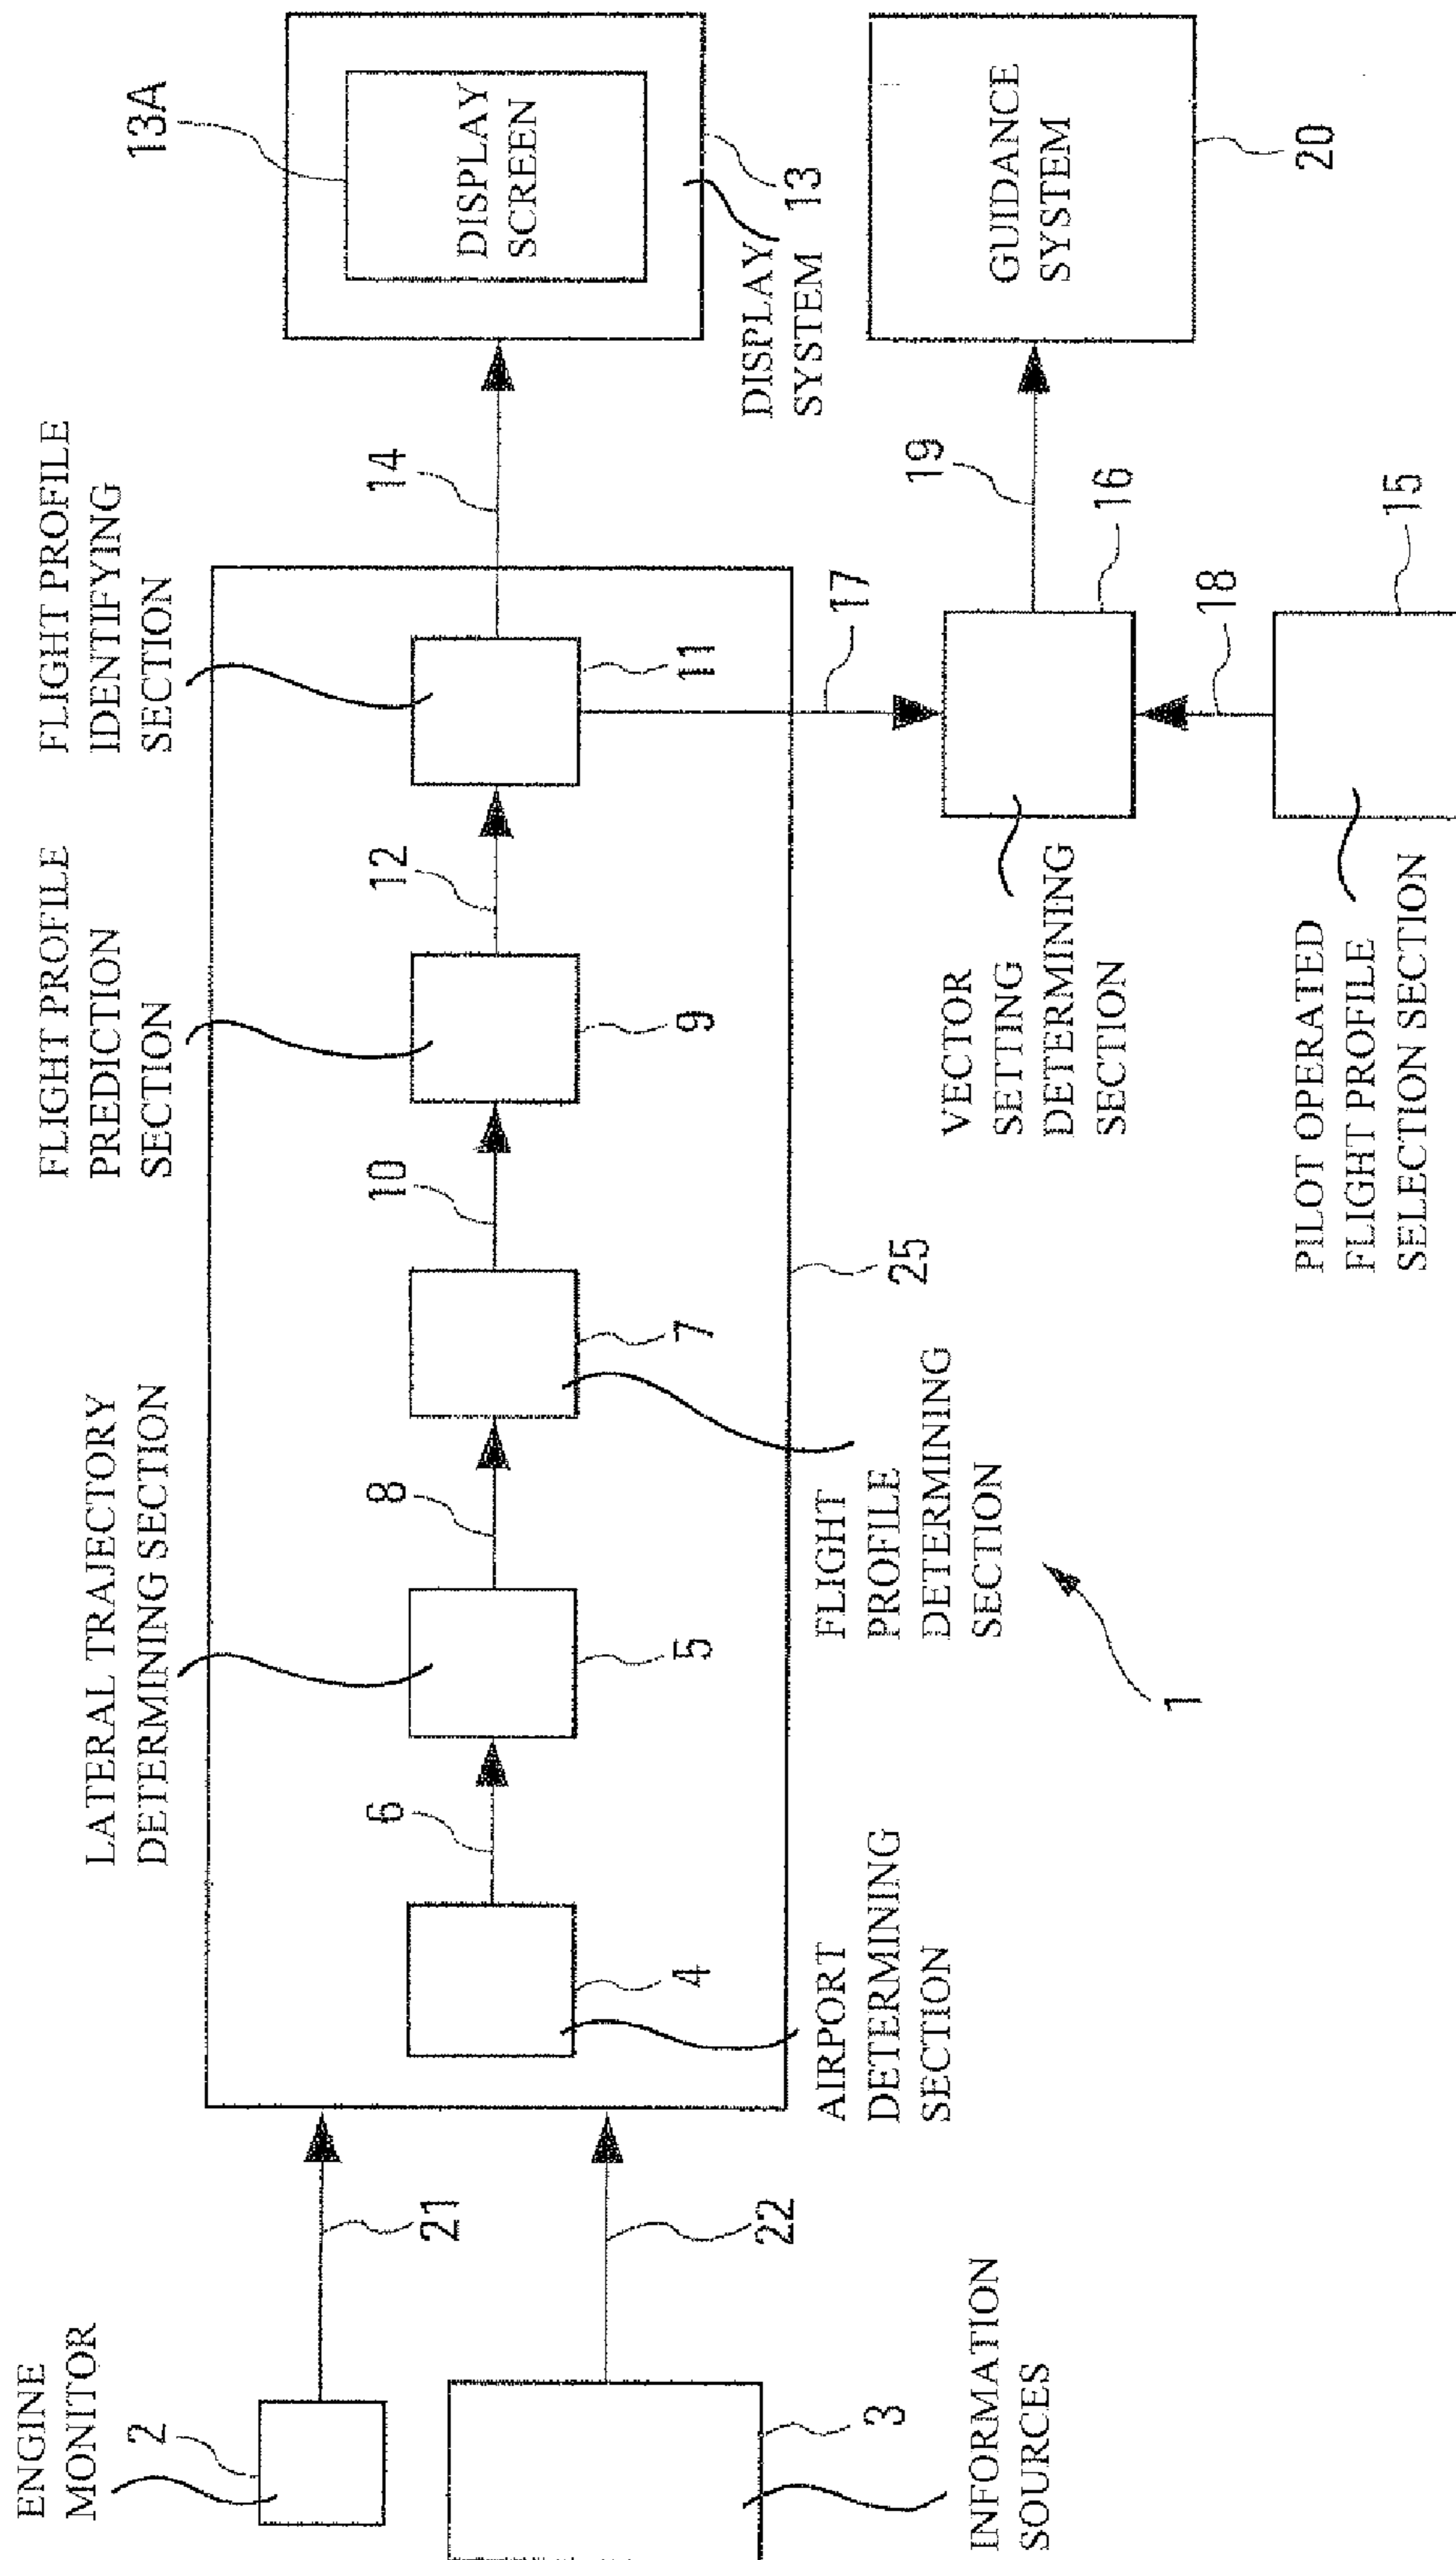 ENGINE
MONITOR
2
21
3
INFORMATION
SOURCES
22
LATERAL TRAJECTORY
DETERMINING SECTION
FLIGHT PROFILE
PREDICTION
SECTION
FLIGHT PROFILE
IDENTIFYING
SECTION
4
6
5
8
7
10
9
12
11
14
13A
DISPLAY
SCREEN
13
DISPLAY
SYSTEM
AIRPORT
DETERMINING
SECTION
FLIGHT
PROFILE
DETERMINING
SECTION
25
1
17
VECTOR
SETTING
DETERMINING
SECTION
16
19
GUIDANCE
SYSTEM
20
18
15
PILOT OPERATED
FLIGHT PROFILE
SELECTION SECTION